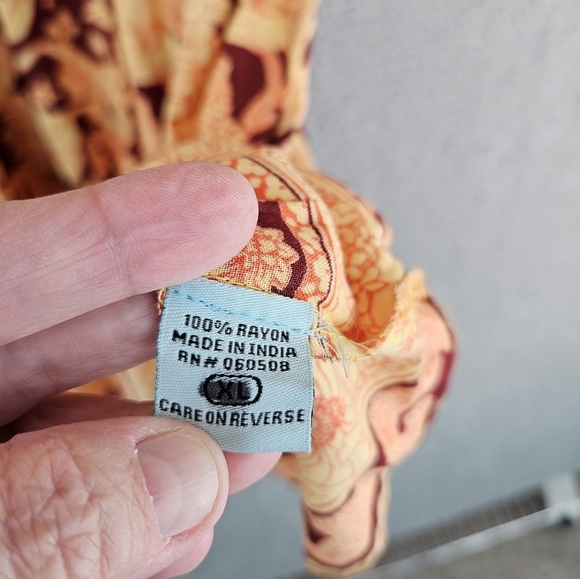 100% RAYON
MADE IN INDIA
RN# 060508
XL
CARE ON REVERSE